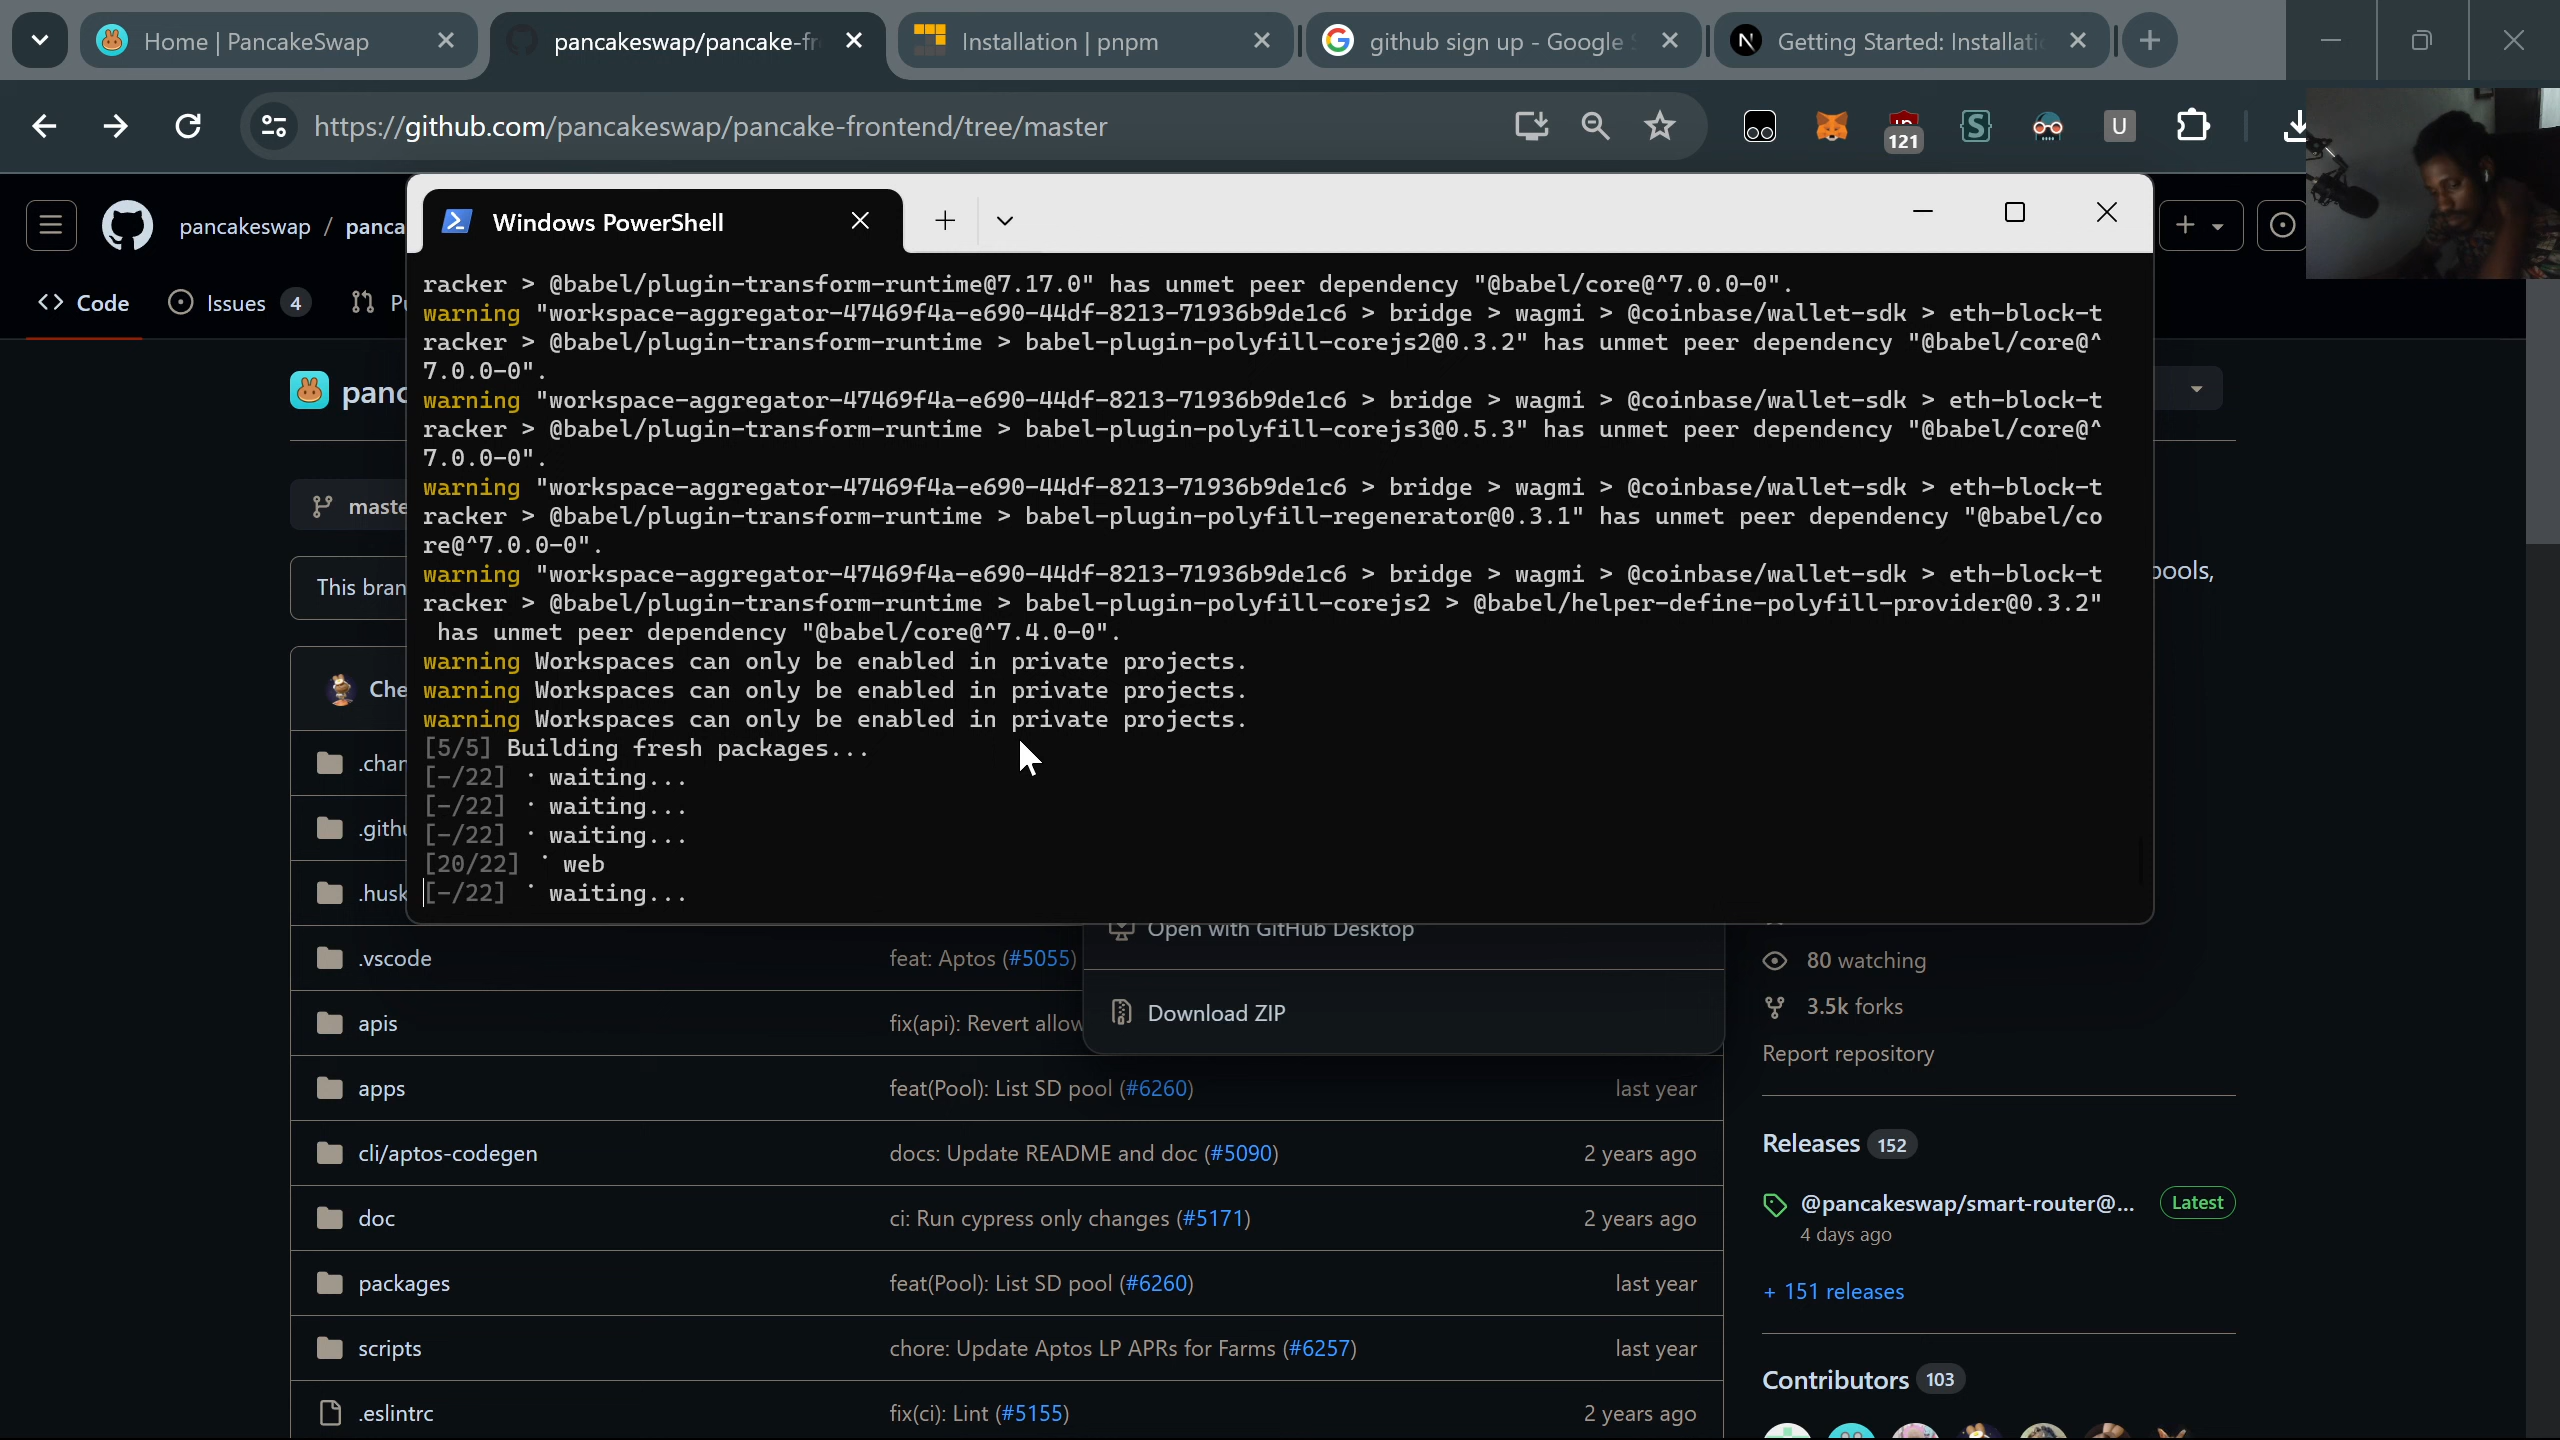 Home | PancakeSwap
pancakeswap/pancake-fr
Installation | pnpm
github sign up - Google S
Getting Started: Installati
https://github.com/pancakeswap/pancake-frontend/tree/master
121
U
pancakeswap / panca
Windows PowerShell
Code
Issues 4
racker > @babel/plugin-transform-runtime@7.17.0" has unmet peer dependency "@babel/core@^7.0.0-0".
warning "workspace-aggregator-47469f4a-e690-44df-8213-71936b9de1c6 > bridge > wagmi > @coinbase/wallet-sdk > eth-block-t
racker > @babel/plugin-transform-runtime > babel-plugin-polyfill-corejs2@0.3.2" has unmet peer dependency "@babel/core@^
7.0.0-0".
warning "workspace-aggregator-47469f4a-e690-44df-8213-71936b9de1c6 > bridge > wagmi > @coinbase/wallet-sdk > eth-block-t
racker > @babel/plugin-transform-runtime > babel-plugin-polyfill-corejs3@0.5.3" has unmet peer dependency "@babel/core@^
7.0.0-0".
warning "workspace-aggregator-47469f4a-e690-44df-8213-71936b9de1c6 > bridge > wagmi > @coinbase/wallet-sdk > eth-block-t
racker > @babel/plugin-transform-runtime > babel-plugin-polyfill-regenerator@0.3.1" has unmet peer dependency "@babel/co
re@^7.0.0-0".
warning "workspace-aggregator-47469f4a-e690-44df-8213-71936b9de1c6 > bridge > wagmi > @coinbase/wallet-sdk > eth-block-t
racker > @babel/plugin-transform-runtime > babel-plugin-polyfill-corejs2 > @babel/helper-define-polyfill-provider@0.3.2"
has unmet peer dependency "@babel/core@^7.4.0-0".
warning Workspaces can only be enabled in private projects.
warning Workspaces can only be enabled in private projects.
warning Workspaces can only be enabled in private projects.
[5/5] Building fresh packages...
[-/22] ⠁ waiting...
[-/22] ⠁ waiting...
[-/22] ⠁ waiting...
[20/22] ⠁ web
[-/22] ⠁ waiting...
panc
maste
This bran
ools,
Che
.chan
.githu
.husk
Open with GitHub Desktop
.vscode feat: Aptos (#5055)
80 watching
3.5k forks
Download ZIP
apis fix(api): Revert allow
Report repository
apps feat(Pool): List SD pool (#6260) last year
cli/aptos-codegen docs: Update README and doc (#5090) 2 years ago
Releases 152
doc ci: Run cypress only changes (#5171) 2 years ago
@pancakeswap/smart-router@... Latest
4 days ago
packages feat(Pool): List SD pool (#6260) last year
+ 151 releases
scripts chore: Update Aptos LP APRs for Farms (#6257) last year
Contributors 103
.eslintrc fix(ci): Lint (#5155) 2 years ago